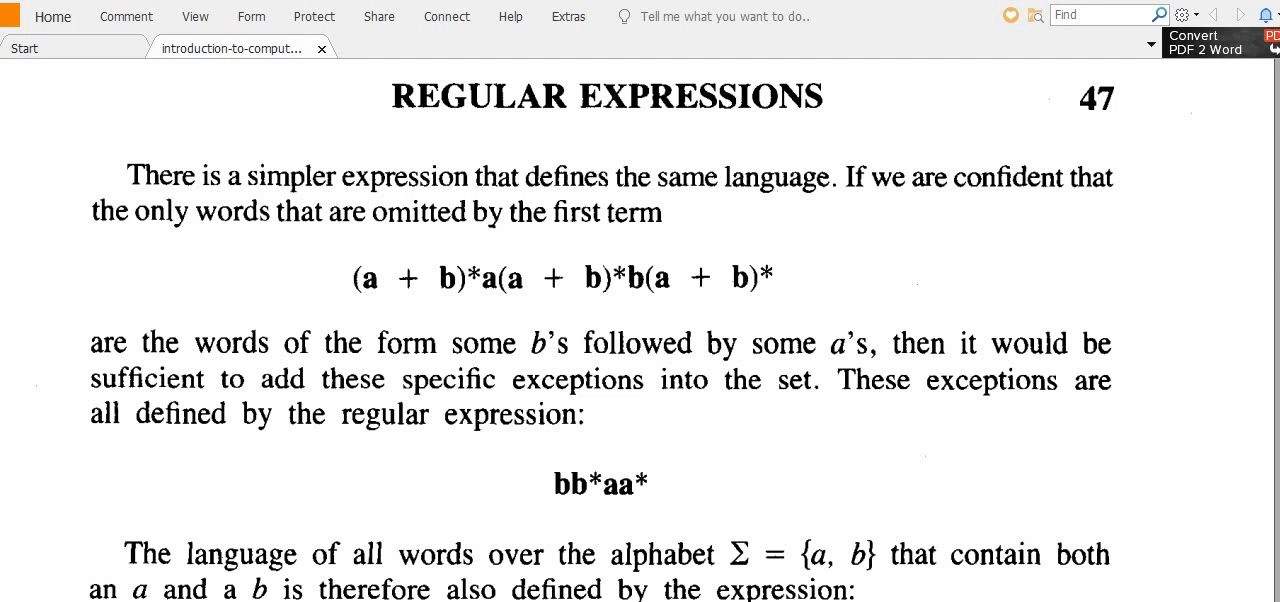 Home Comment View Form Protect Share Connect Help Extras Tell me what you want to do.. Find
Start introduction-to-comput... x Convert PDF 2 Word
REGULAR EXPRESSIONS 47
There is a simpler expression that defines the same language. If we are confident that
the only words that are omitted by the first term
(a + b)*a(a + b)*b(a + b)*
are the words of the form some b's followed by some a's, then it would be
sufficient to add these specific exceptions into the set. These exceptions are
all defined by the regular expression:
bb*aa*
The language of all words over the alphabet Σ = {a, b} that contain both
an a and a b is therefore also defined by the expression: